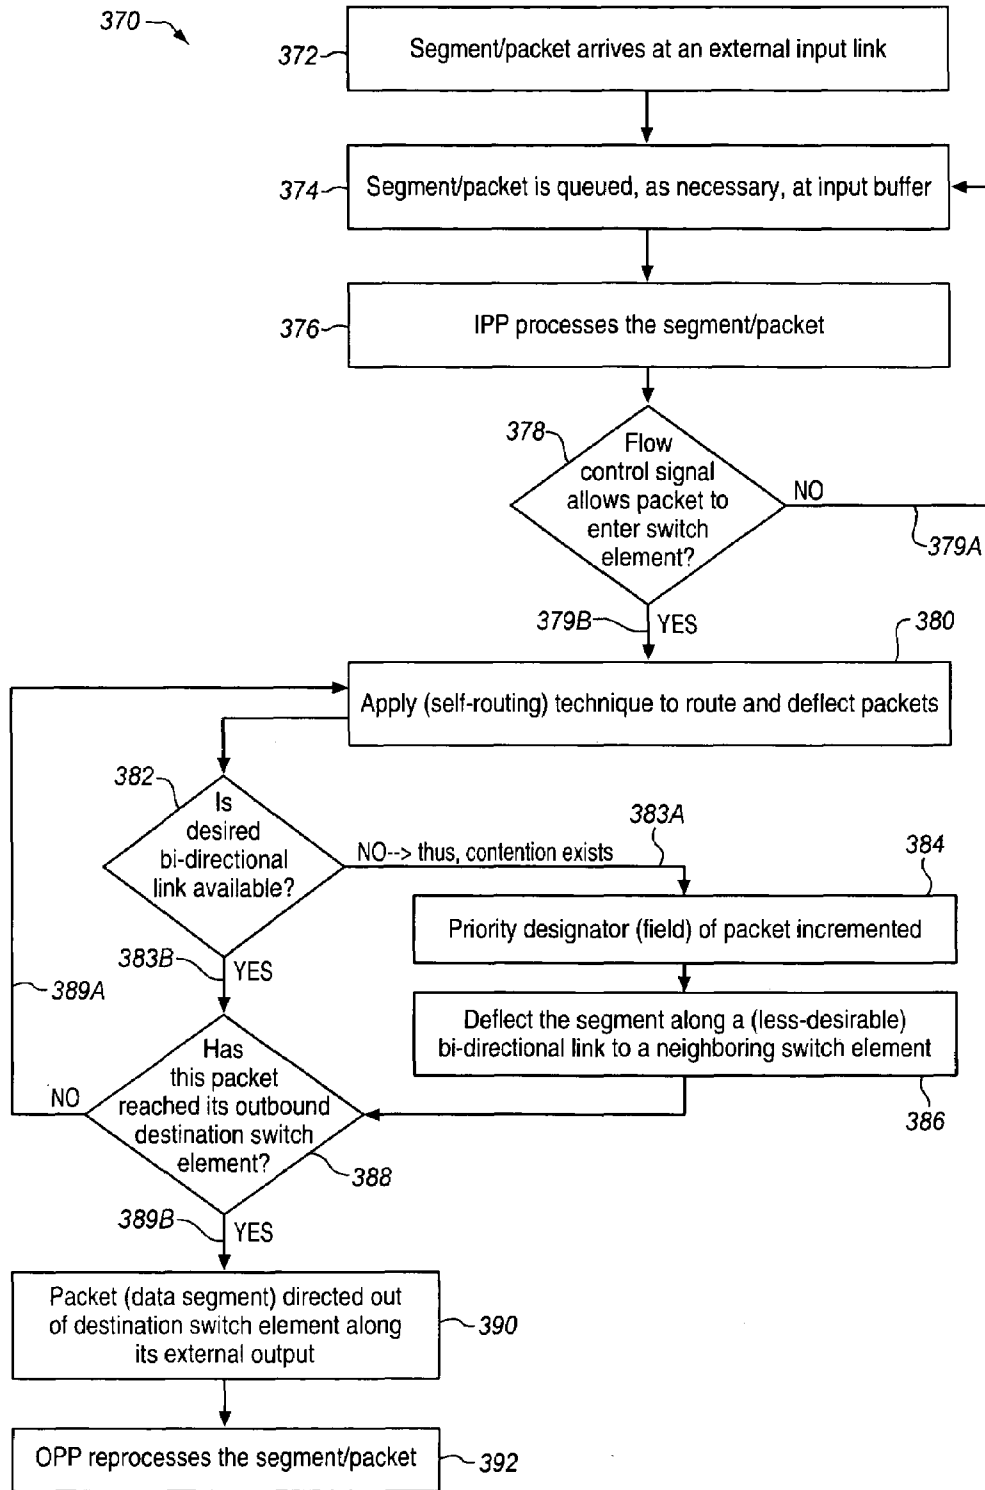 370
372
Segment/packet arrives at an external input link
374
Segment/packet is queued, as necessary, at input buffer
376
IPP processes the segment/packet
378
Flow
control signal
allows packet to
enter switch
element?
NO
379A
379B
YES
380
Apply (self-routing) technique to route and deflect packets
382
Is
desired
bi-directional
link available?
NO--> thus, contention exists
383A
384
Priority designator (field) of packet incremented
383B
YES
389A
Deflect the segment along a (less-desirable)
bi-directional link to a neighboring switch element
386
Has
this packet
reached its outbound
destination switch
element?
NO
388
389B
YES
Packet (data segment) directed out
of destination switch element along
its external output
390
OPP reprocesses the segment/packet
392